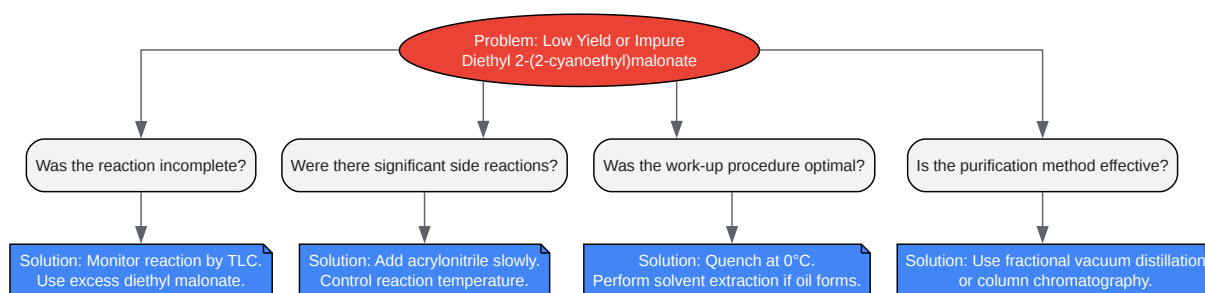 Problem: Low Yield or Impure
Diethyl 2-(2-cyanoethyl)malonate
Was the reaction incomplete?
Were there significant side reactions?
Was the work-up procedure optimal?
Is the purification method effective?
Solution: Monitor reaction by TLC.
Use excess diethyl malonate.
Solution: Add acrylonitrile slowly.
Control reaction temperature.
Solution: Quench at 0°C.
Perform solvent extraction if oil forms.
Solution: Use fractional vacuum distillation
or column chromatography.